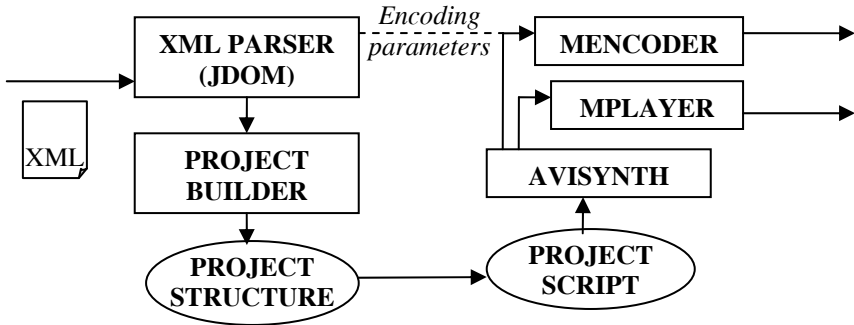 XML PARSER
(JDOM)
Encoding
parameters
MENCODER
MPLAYER
XML
PROJECT
BUILDER
AVISYNTH
PROJECT
STRUCTURE
PROJECT
SCRIPT